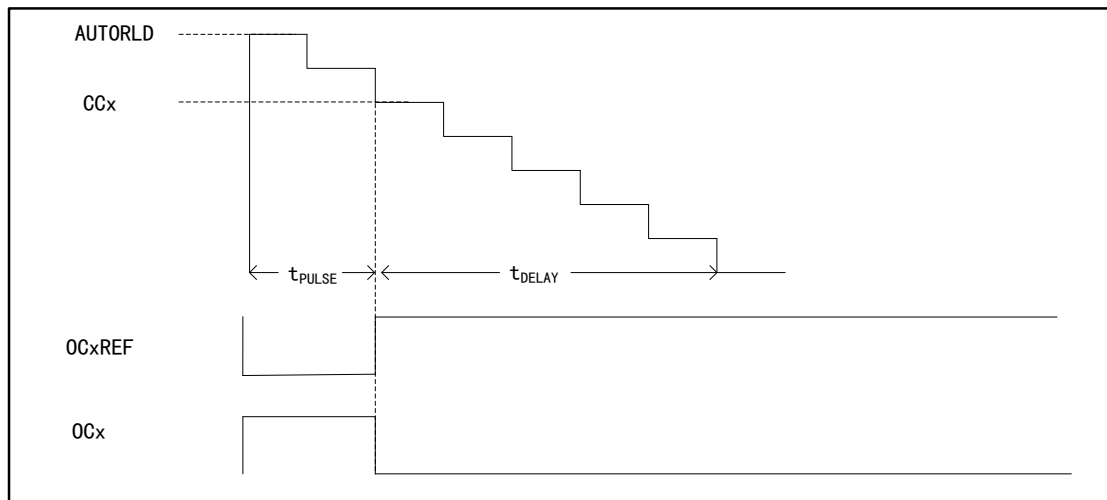 AUTORLD
CCx
tPULSE
tDELAY
OCxREF
OCx